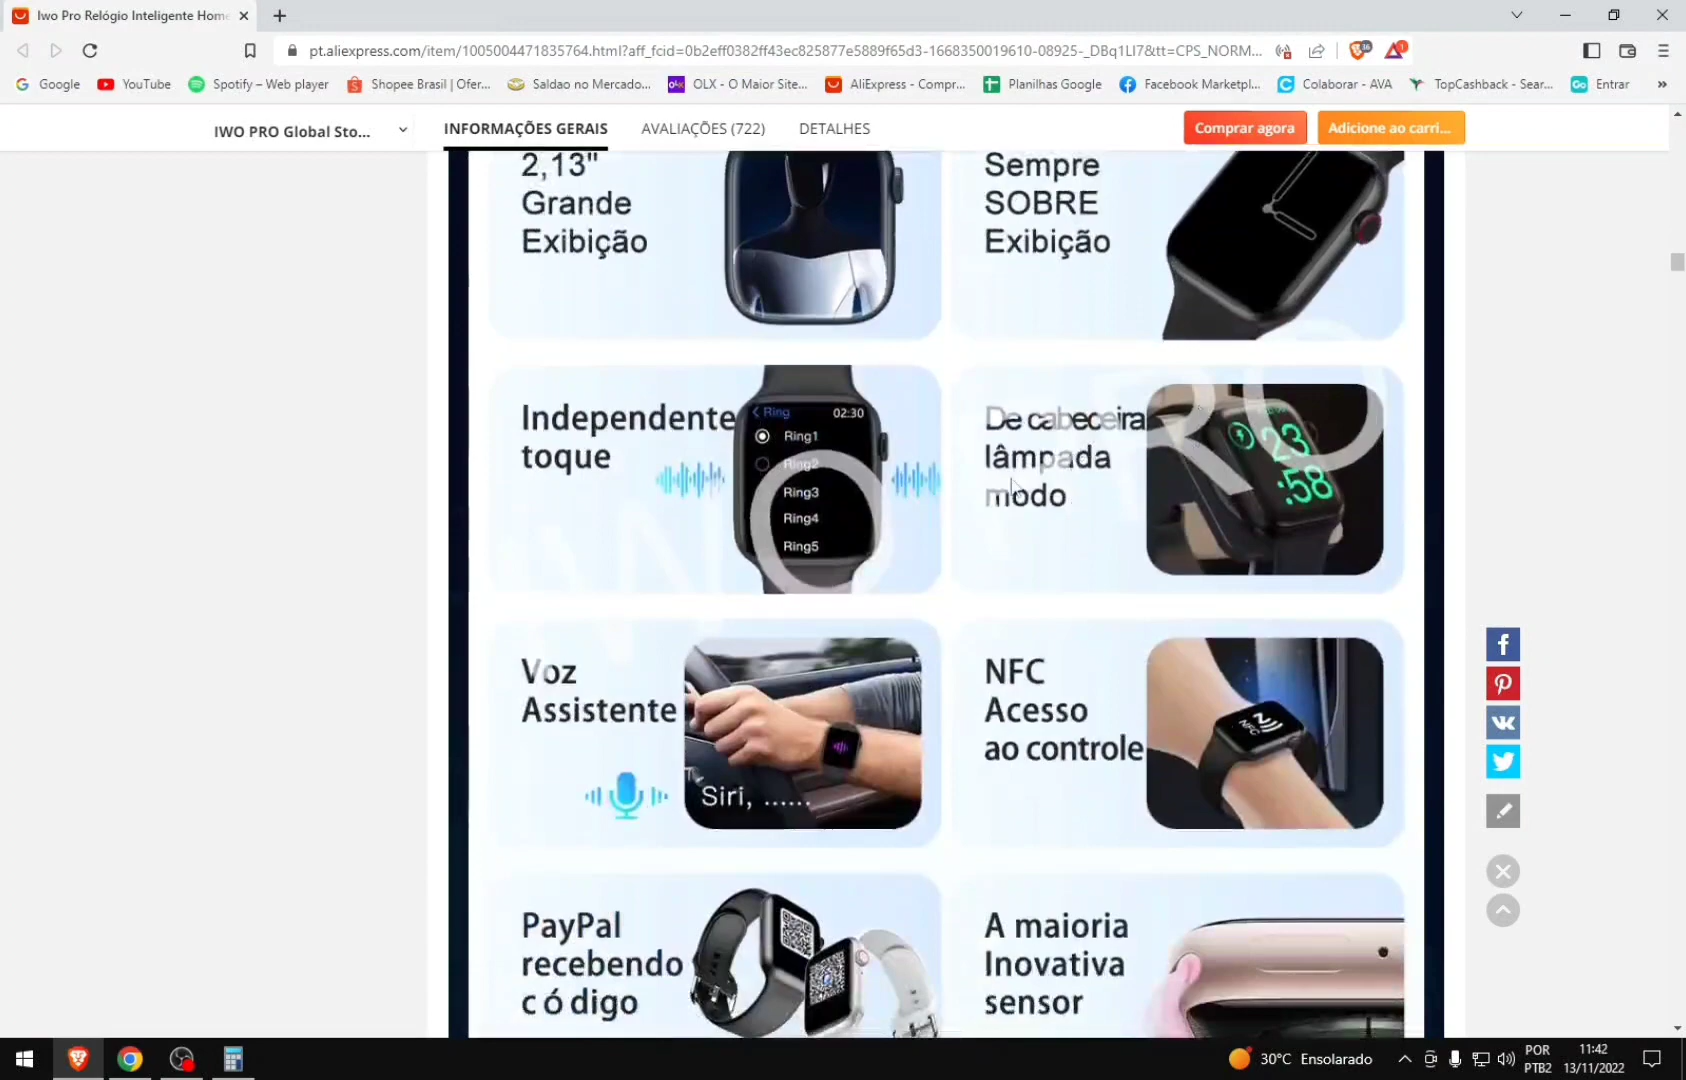 Iwo Pro Relógio Inteligente Home
pt.aliexpress.com/item/1005004471835764.html?aff_fcid=0b2eff0382ff43ec825877e5889f65d3-1668350019610-08925-_DBq1LI7&tt=CPS_NORM...
Google
YouTube
Spotify – Web player
Shopee Brasil | Ofer...
Saldao no Mercado...
OLX - O Maior Site...
AliExpress - Compr...
Planilhas Google
Facebook Marketpl...
Colaborar - AVA
TopCashback - Sear...
Entrar
IWO PRO Global Sto...
INFORMAÇÕES GERAIS
AVALIAÇÕES (722)
DETALHES
Comprar agora
Adicione ao carri...
2,13"
Grande
Exibição
Sempre
SOBRE
Exibição
Independente
toque
Ring 02:30
Ring1
Ring2
Ring3
Ring4
Ring5
De cabeceira
lâmpada
modo
23
:58
Voz
Assistente
Siri, ......
NFC
Acesso
ao controle
NFC
PayPal
recebendo
c ó digo
A maioria
Inovativa
sensor
IWO PRO
30°C Ensolarado
POR
PTB2
11:42
13/11/2022